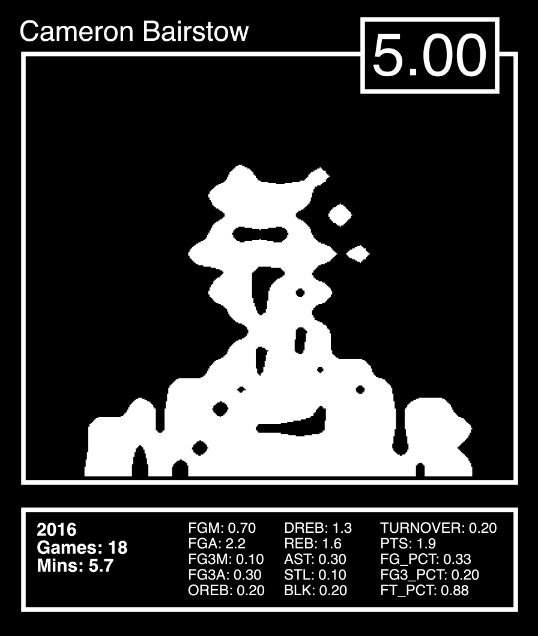 Cameron Bairstow
5.00
2016
Games: 18
Mins: 5.7
FGM: 0.70
FGA: 2.2
FG3M: 0.10
FG3A: 0.30
OREB: 0.20
DREB: 1.3
REB: 1.6
AST: 0.30
STL: 0.10
BLK: 0.20
TURNOVER: 0.20
PTS: 1.9
FG_PCT: 0.33
FG3_PCT: 0.20
FT_PCT: 0.88